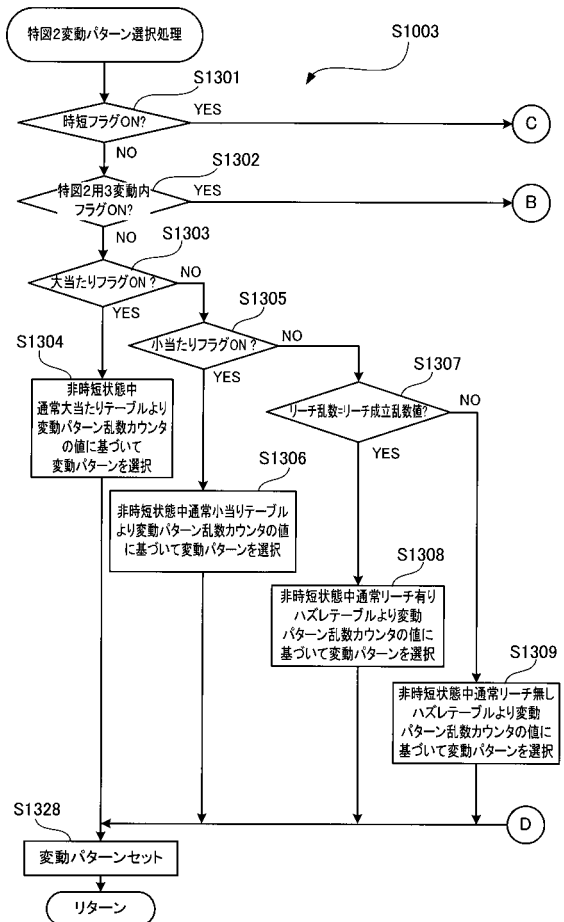 特図2変動パターン選択処理
S1003
S1301
時短フラグON?
YES
C
NO
S1302
特図2用3変動内
フラグON?
YES
B
NO
S1303
大当たりフラグON?
NO
YES
S1304
非時短状態中
通常大当たりテーブルより
変動パターン乱数カウンタ
の値に基づいて
変動パターンを選択
S1305
小当たりフラグON?
NO
YES
S1306
非時短状態中通常小当りテーブル
より変動パターン乱数カウンタの値
に基づいて変動パターンを選択
S1307
リーチ乱数=リーチ成立乱数値?
NO
YES
S1308
非時短状態中通常リーチ有り
ハズレテーブルより変動
パターン乱数カウンタの値に
基づいて変動パターンを選択
S1309
非時短状態中通常リーチ無し
ハズレテーブルより変動
パターン乱数カウンタの値に
基づいて変動パターンを選択
D
S1328
変動パターンセット
リターン